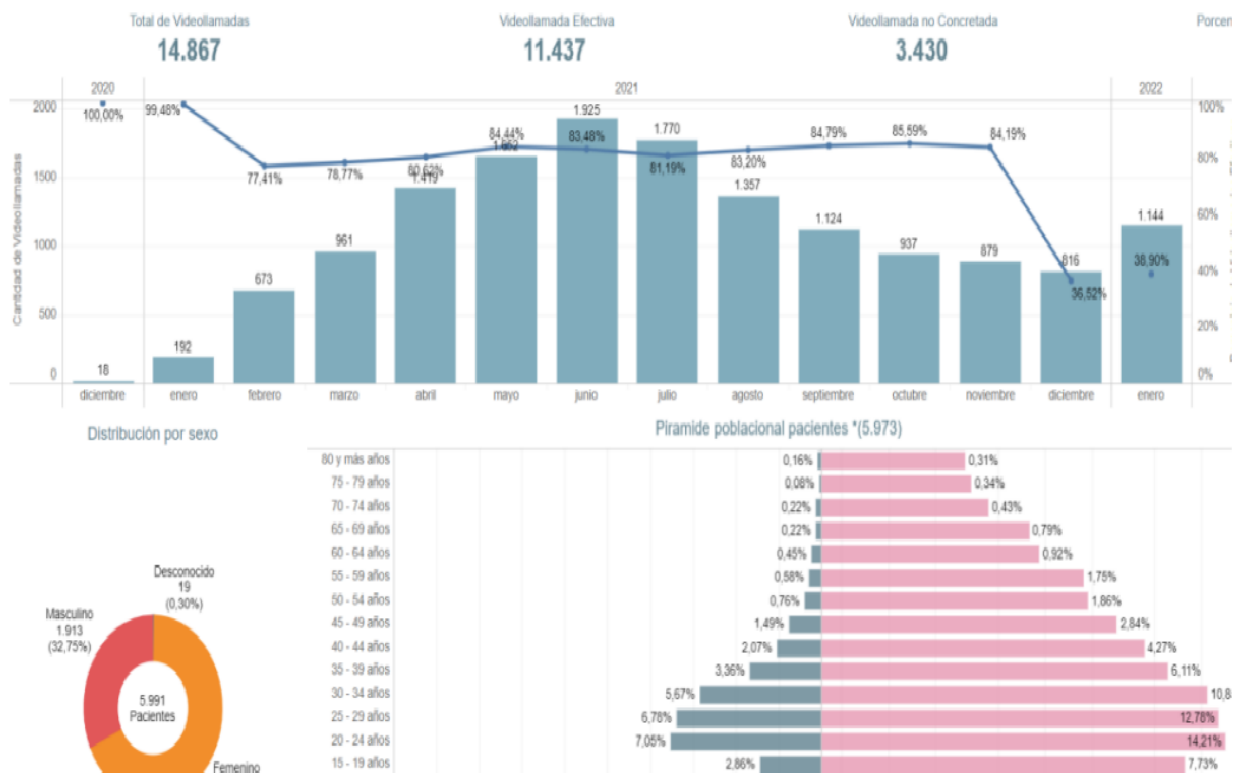 Total de Videollamadas
14.867
Videollamada Efectiva
11.437
Videollamada no Concretada
3.430
Porcen
2020
2021
2022
Cantidad de Videollamadas
2000
1500
1000
500
0
100%
80%
60%
40%
20%
0%
100,00%
99,48%
77,41%
78,77%
80,62%
84,44%
83,48%
81,19%
83,20%
84,79%
85,59%
84,19%
36,52%
38,90%
18
192
673
961
1.419
1.925
1.770
1.357
1.124
937
879
816
1.144
diciembre
enero
febrero
marzo
abril
mayo
junio
julio
agosto
septiembre
octubre
noviembre
diciembre
enero
Distribución por sexo
Desconocido
19
(0,30%)
Masculino
1.913
(32,75%)
5.991
Pacientes
Femenino
Piramide poblacional pacientes *(5.973)
80 y más años 0,16% 0,31%
75 - 79 años 0,08% 0,34%
70 - 74 años 0,22% 0,43%
65 - 69 años 0,22% 0,79%
60 - 64 años 0,45% 0,92%
55 - 59 años 0,58% 1,75%
50 - 54 años 0,76% 1,86%
45 - 49 años 1,49% 2,84%
40 - 44 años 2,07% 4,27%
35 - 39 años 3,36% 6,11%
30 - 34 años 5,67% 10,8
25 - 29 años 6,78% 12,78%
20 - 24 años 7,05% 14,21%
15 - 19 años 2,86% 7,73%